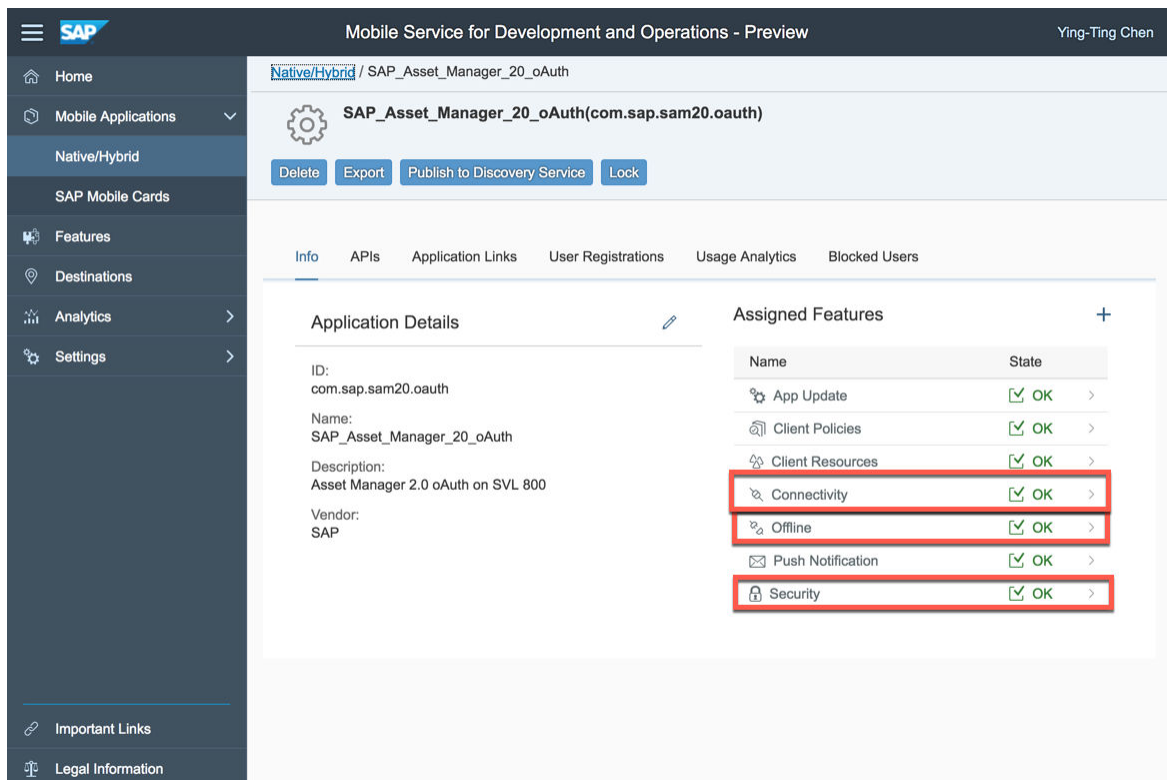 SAP
Mobile Service for Development and Operations - Preview
Ying-Ting Chen
Home
Mobile Applications
Native/Hybrid
SAP Mobile Cards
Features
Destinations
Analytics
Settings
Important Links
Legal Information
Native/Hybrid / SAP_Asset_Manager_20_oAuth
SAP_Asset_Manager_20_oAuth(com.sap.sam20.oauth)
Delete Export Publish to Discovery Service Lock
Info APIs Application Links User Registrations Usage Analytics Blocked Users
Application Details
ID:
com.sap.sam20.oauth
Name:
SAP_Asset_Manager_20_oAuth
Description:
Asset Manager 2.0 oAuth on SVL 800
Vendor:
SAP
Assigned Features
Name State
App Update OK
Client Policies OK
Client Resources OK
Connectivity OK
Offline OK
Push Notification OK
Security OK